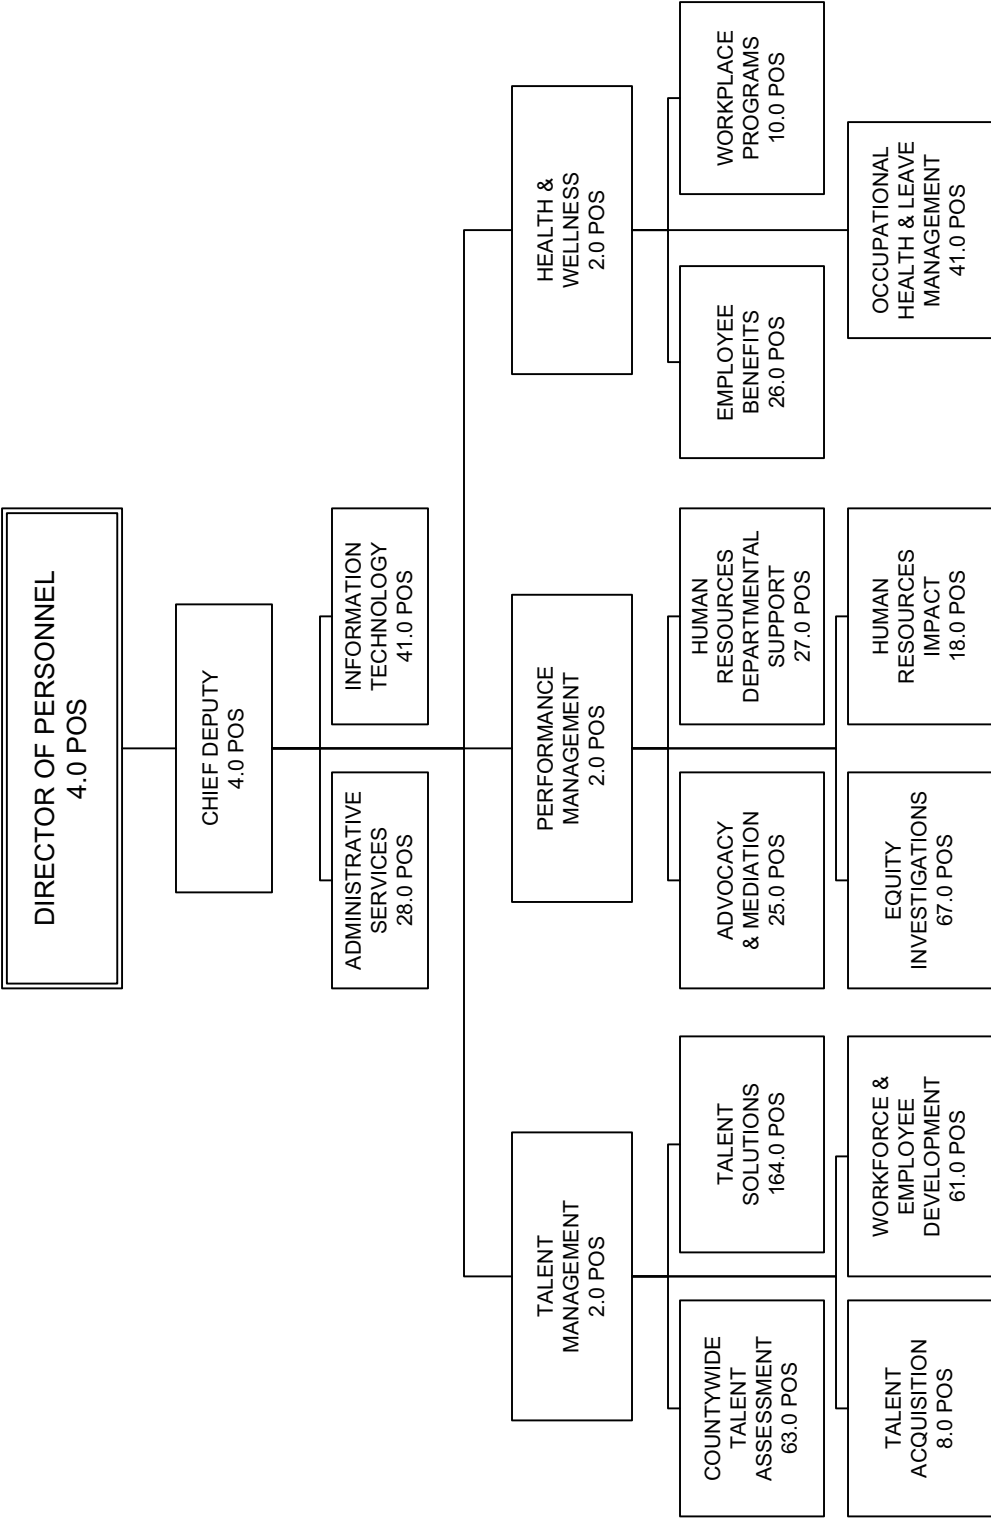 DIRECTOR OF PERSONNEL
4.0 POS
CHIEF DEPUTY
4.0 POS
ADMINISTRATIVE
SERVICES
28.0 POS
INFORMATION
TECHNOLOGY
41.0 POS
TALENT
MANAGEMENT
2.0 POS
PERFORMANCE
MANAGEMENT
2.0 POS
HEALTH &
WELLNESS
2.0 POS
COUNTYWIDE
TALENT
ASSESSMENT
63.0 POS
TALENT
SOLUTIONS
164.0 POS
ADVOCACY
& MEDIATION
25.0 POS
HUMAN
RESOURCES
DEPARTMENTAL
SUPPORT
27.0 POS
EMPLOYEE
BENEFITS
26.0 POS
WORKPLACE
PROGRAMS
10.0 POS
TALENT
ACQUISITION
8.0 POS
WORKFORCE &
EMPLOYEE
DEVELOPMENT
61.0 POS
EQUITY
INVESTIGATIONS
67.0 POS
HUMAN
RESOURCES
IMPACT
18.0 POS
OCCUPATIONAL
HEALTH & LEAVE
MANAGEMENT
41.0 POS